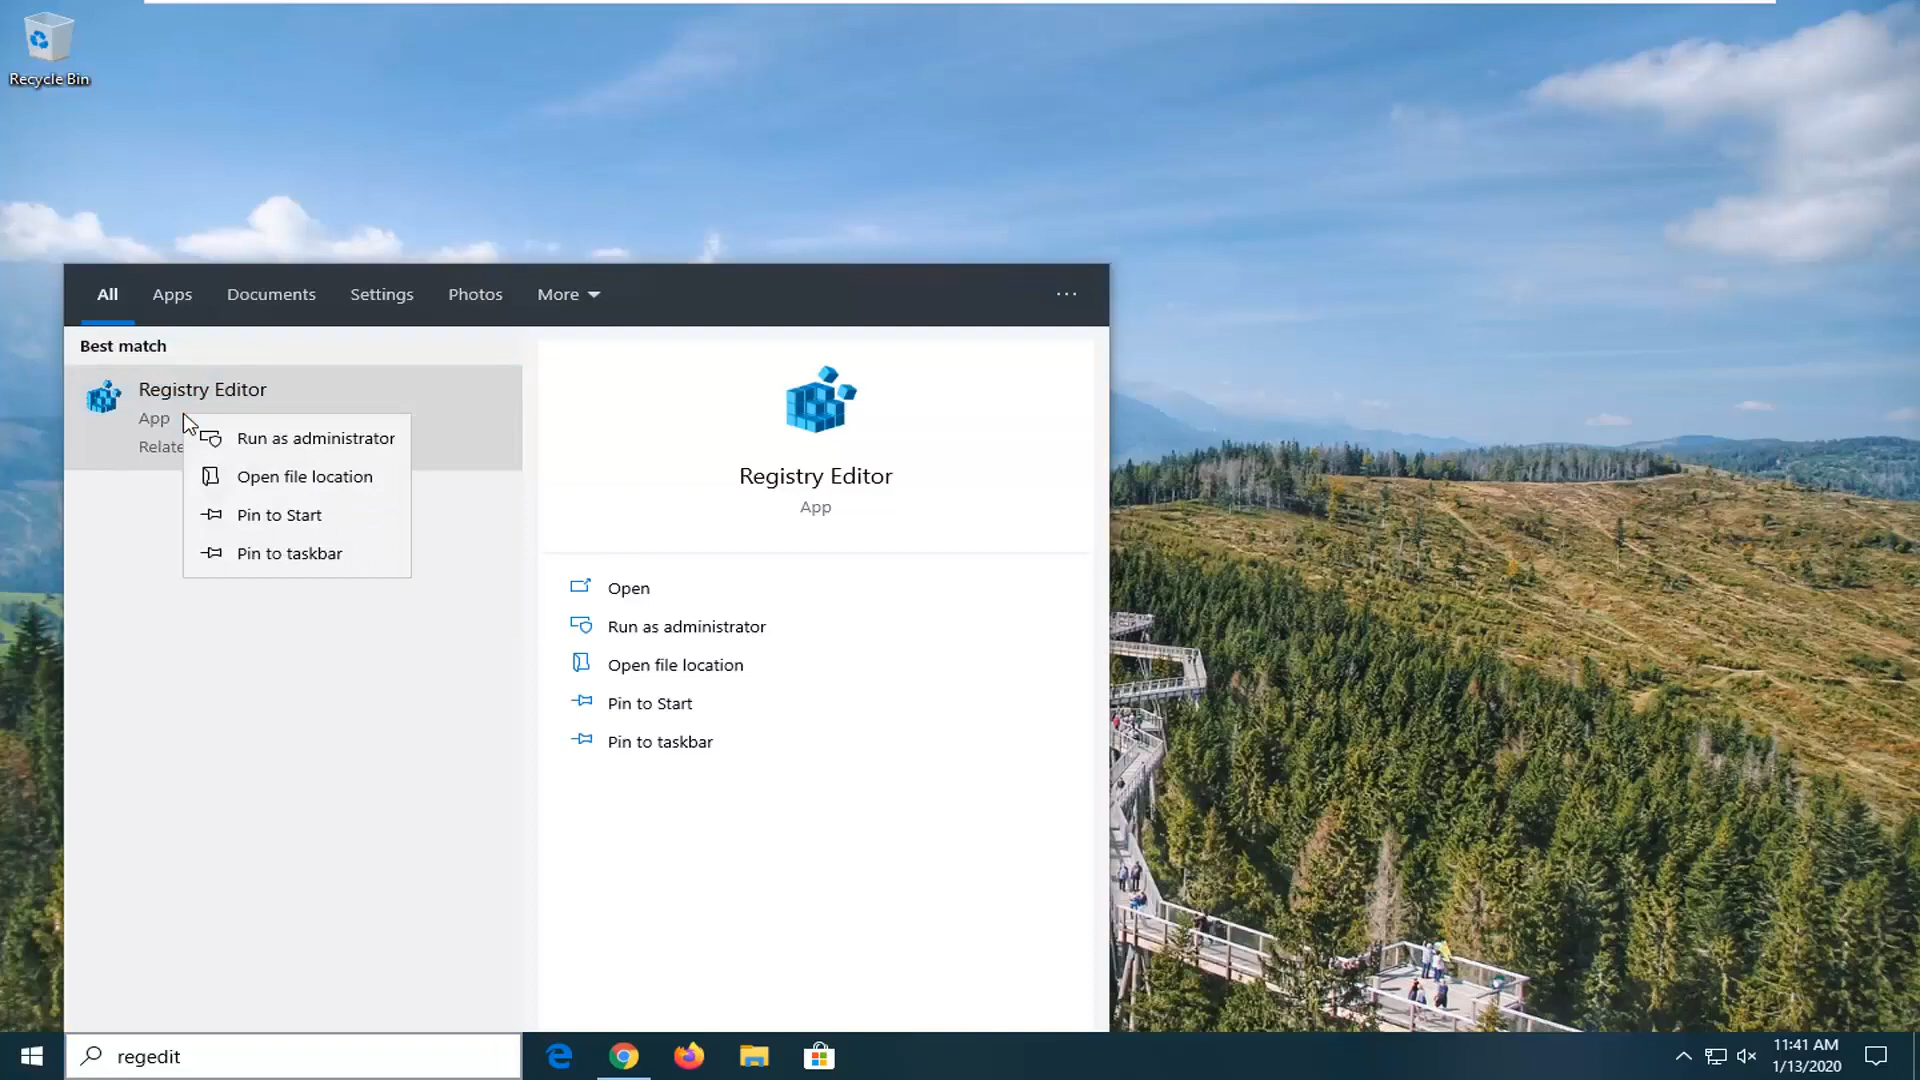 Recycle Bin
All
Apps
Documents
Settings
Photos
More
Best match
Registry Editor
App
Relate
Run as administrator
Open file location
Pin to Start
Pin to taskbar
Registry Editor
App
Open
Run as administrator
Open file location
Pin to Start
Pin to taskbar
regedit
11:41 AM
1/13/2020